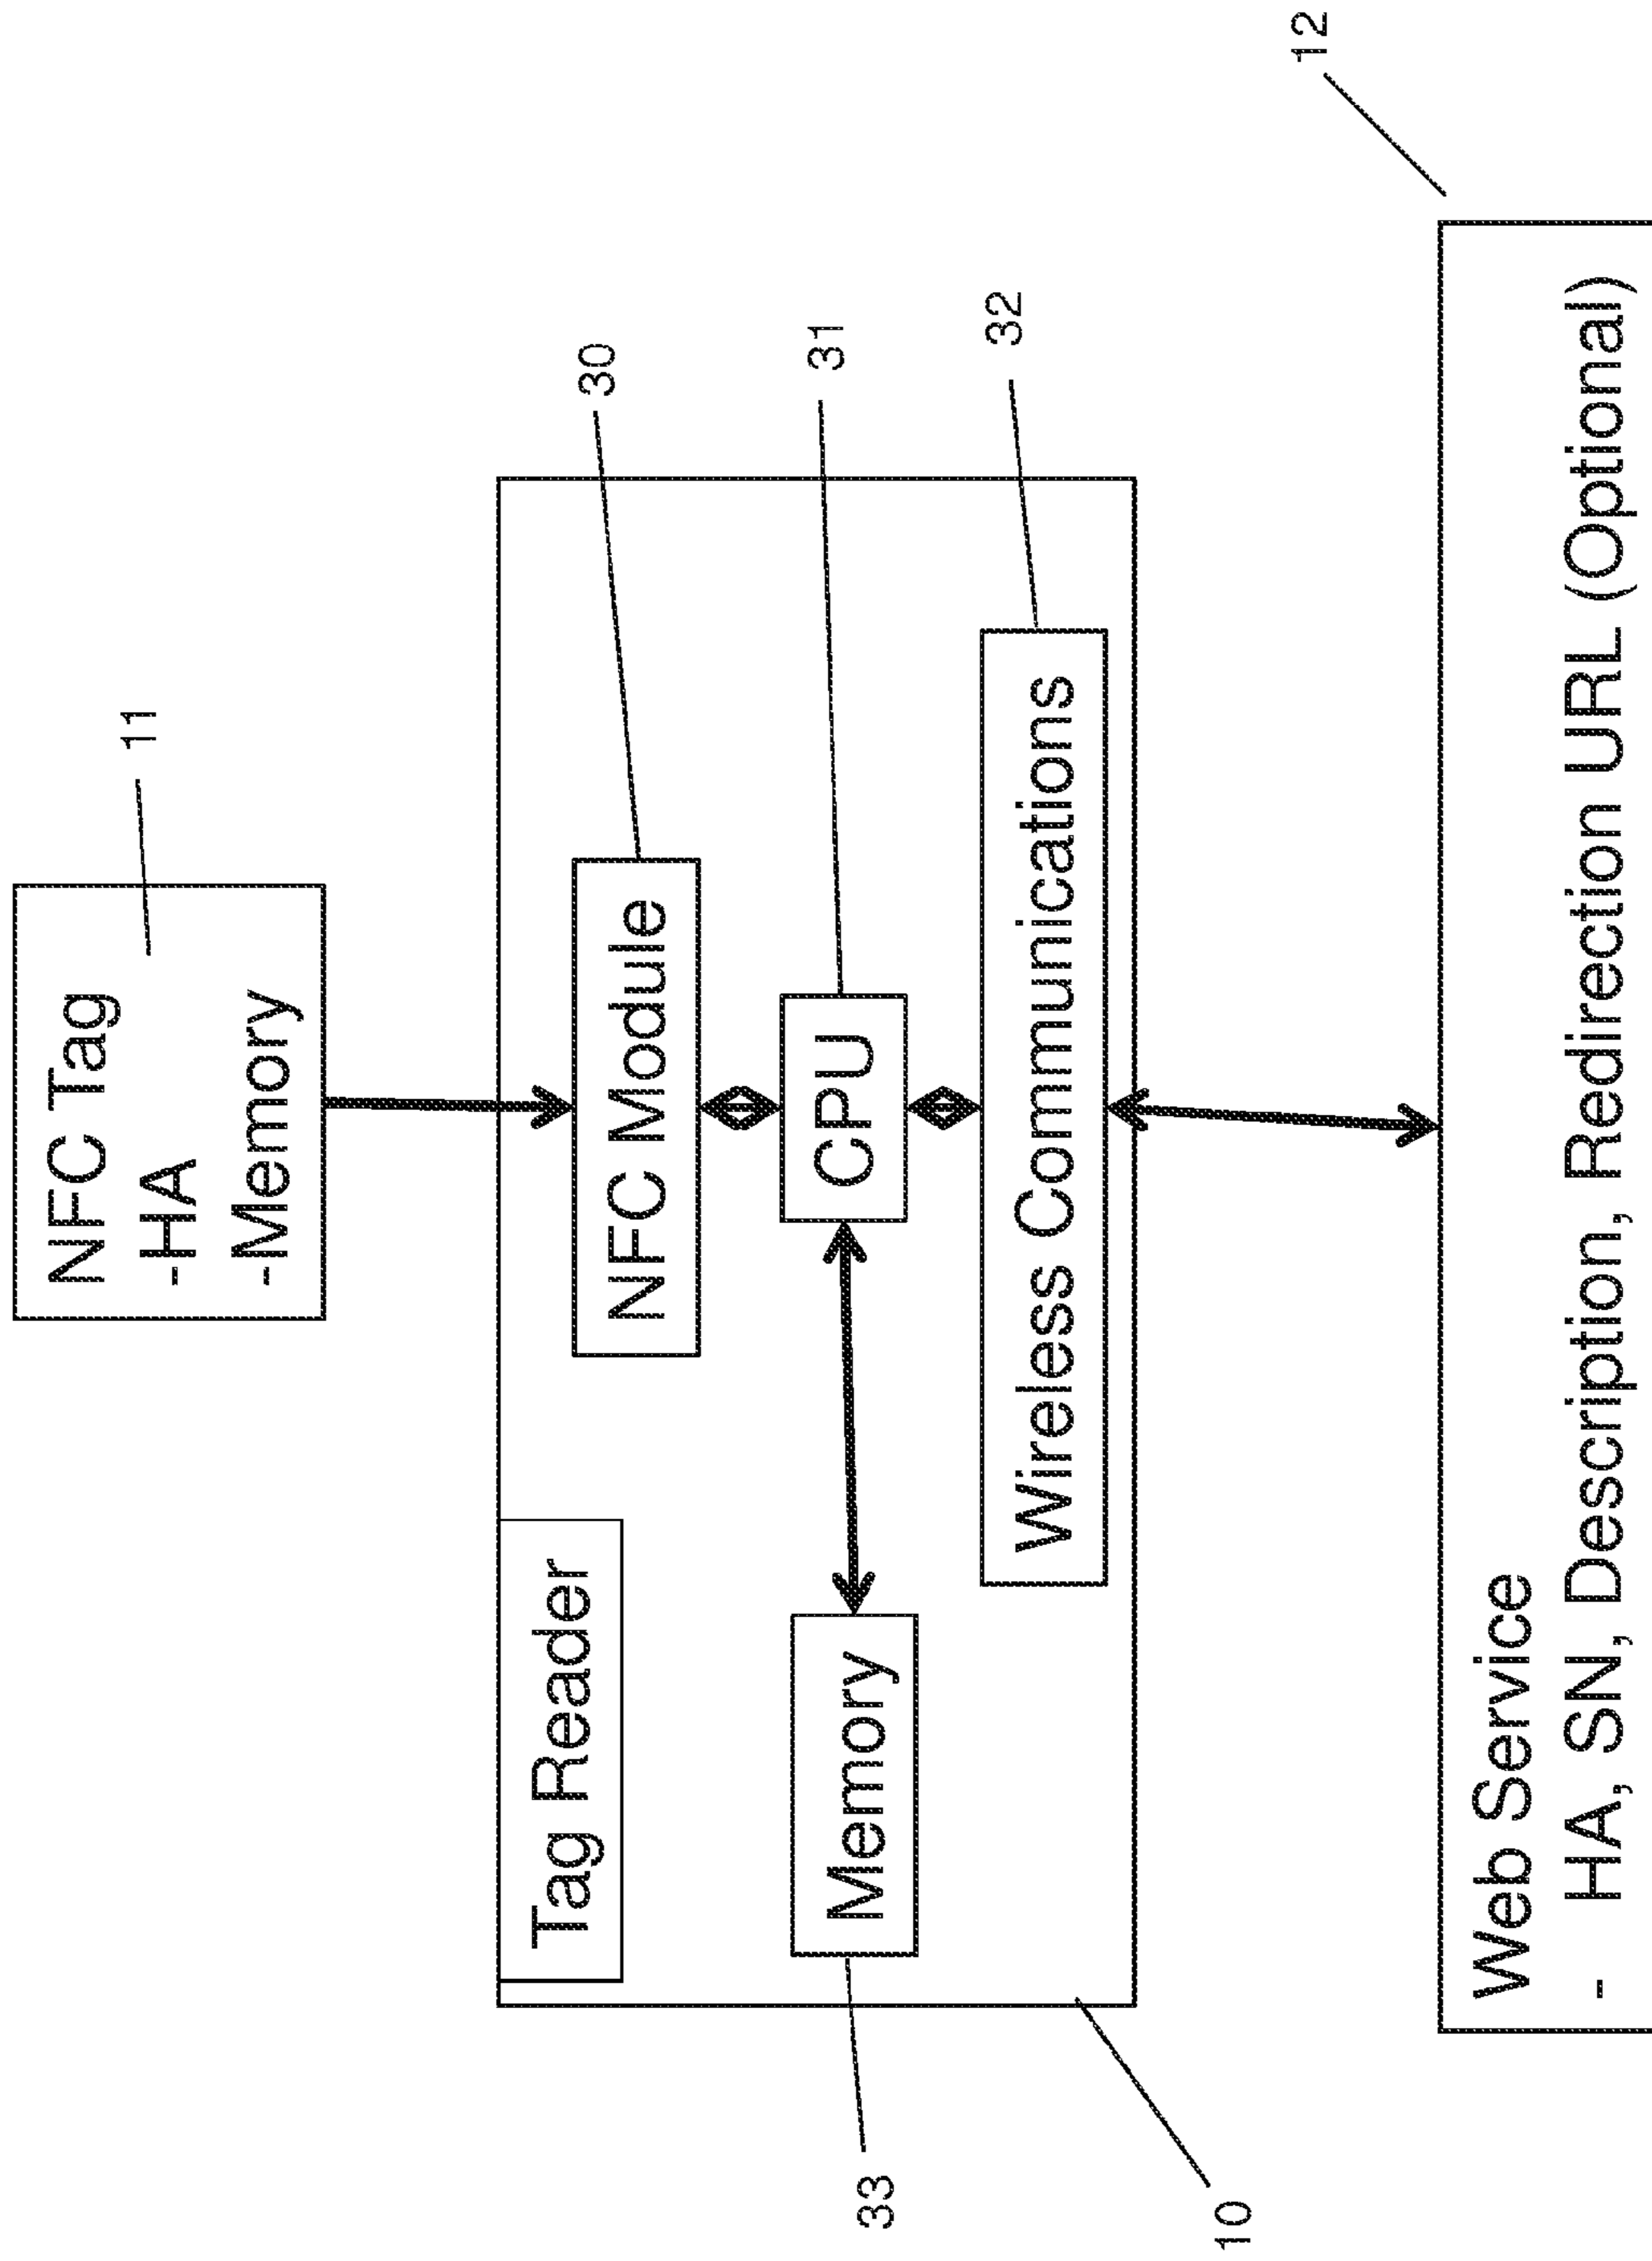 NFC Tag
-HA
-Memory
11
Tag Reader
NFC Module
30
Memory
33
CPU
31
Wireless Communications
32
10
12
Web Service
- HA, SN, Description, Redirection URL (Optional)